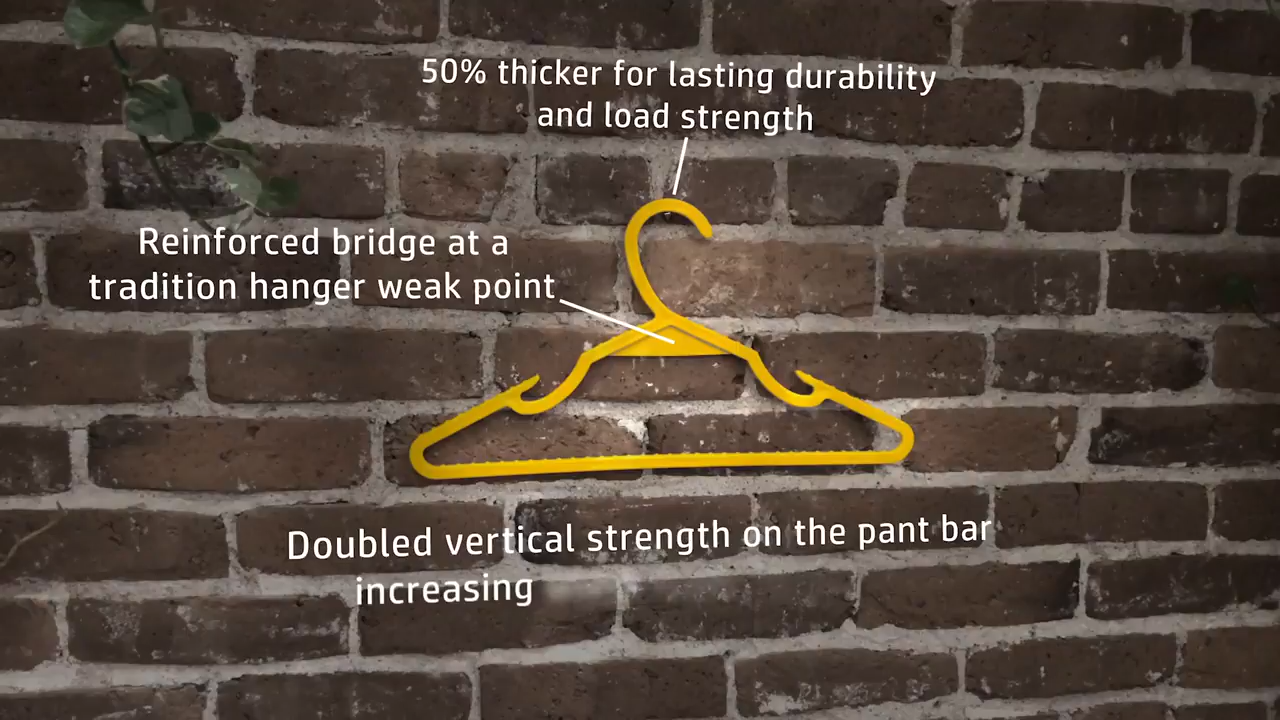 50% thicker for lasting durability
and load strength
Reinforced bridge at a
tradition hanger weak point
Doubled vertical strength on the pant bar
increasing